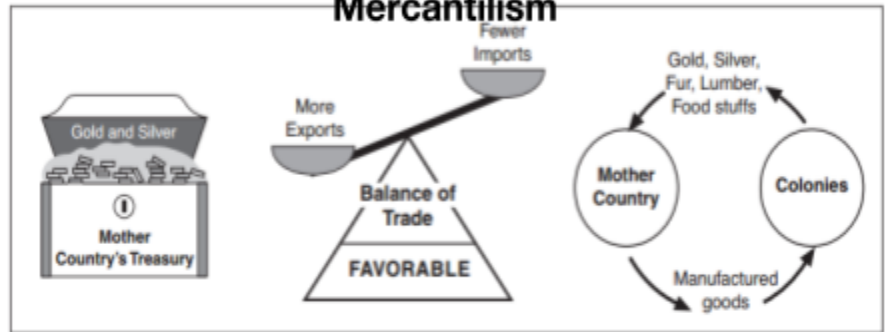 Mercantilism
Gold and Silver
Mother
Country's Treasury
More
Exports
Fewer
Imports
Balance of
Trade
FAVORABLE
Gold, Silver,
Fur, Lumber,
Food stuffs
Mother
Country
Colonies
Manufactured
goods